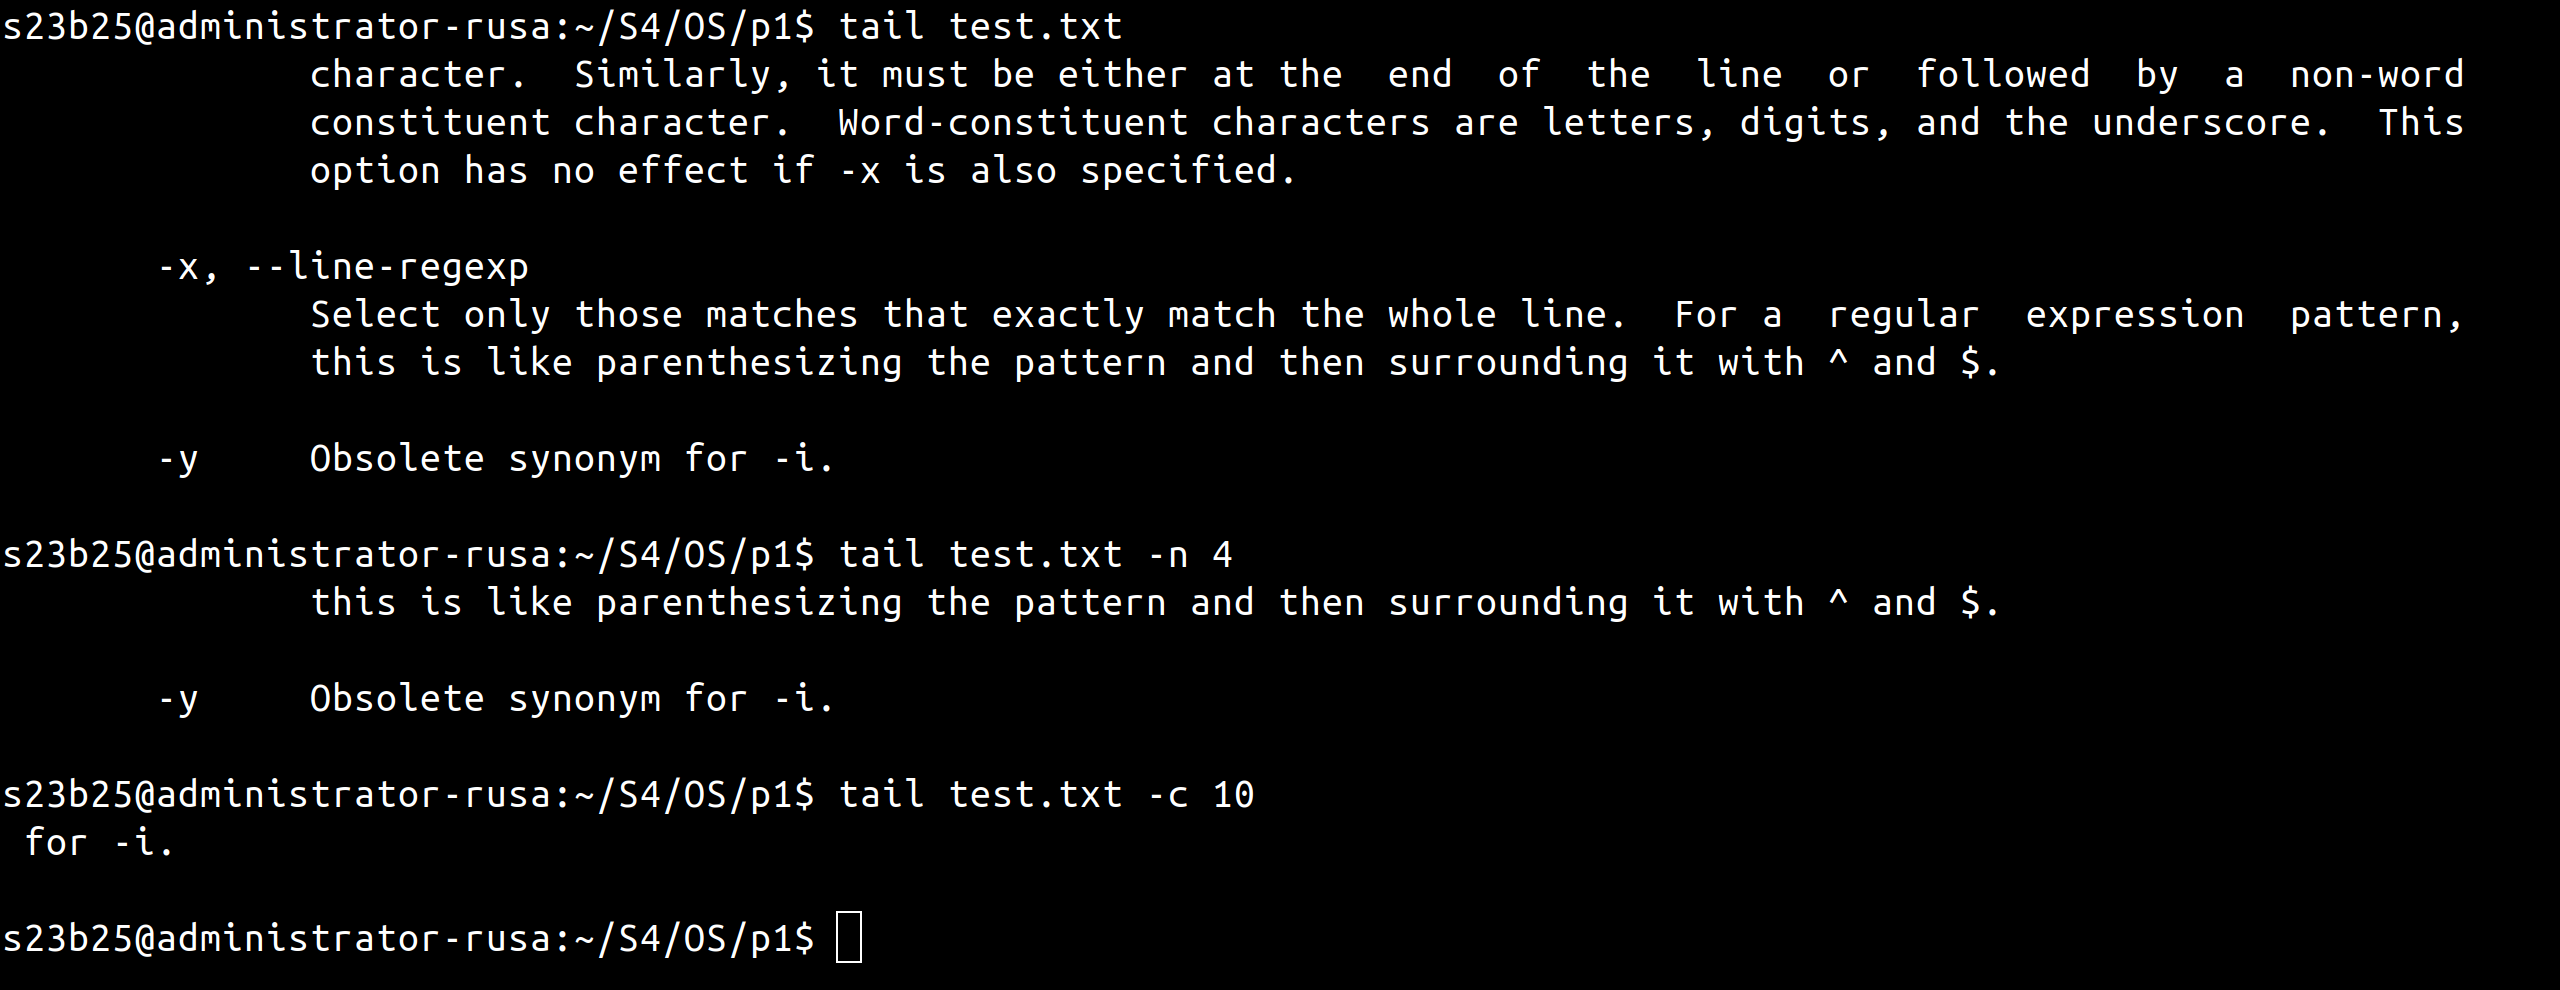 s23b25@administrator-rusa:~/S4/OS/p1$ tail test.txt
              character.  Similarly, it must be either at the  end  of  the  line  or  followed  by  a  non-word
              constituent character.  Word-constituent characters are letters, digits, and the underscore.  This
              option has no effect if -x is also specified.

       -x, --line-regexp
              Select only those matches that exactly match the whole line.  For a  regular  expression  pattern,
              this is like parenthesizing the pattern and then surrounding it with ^ and $.

       -y     Obsolete synonym for -i.

s23b25@administrator-rusa:~/S4/OS/p1$ tail test.txt -n 4
              this is like parenthesizing the pattern and then surrounding it with ^ and $.

       -y     Obsolete synonym for -i.

s23b25@administrator-rusa:~/S4/OS/p1$ tail test.txt -c 10
 for -i.

s23b25@administrator-rusa:~/S4/OS/p1$